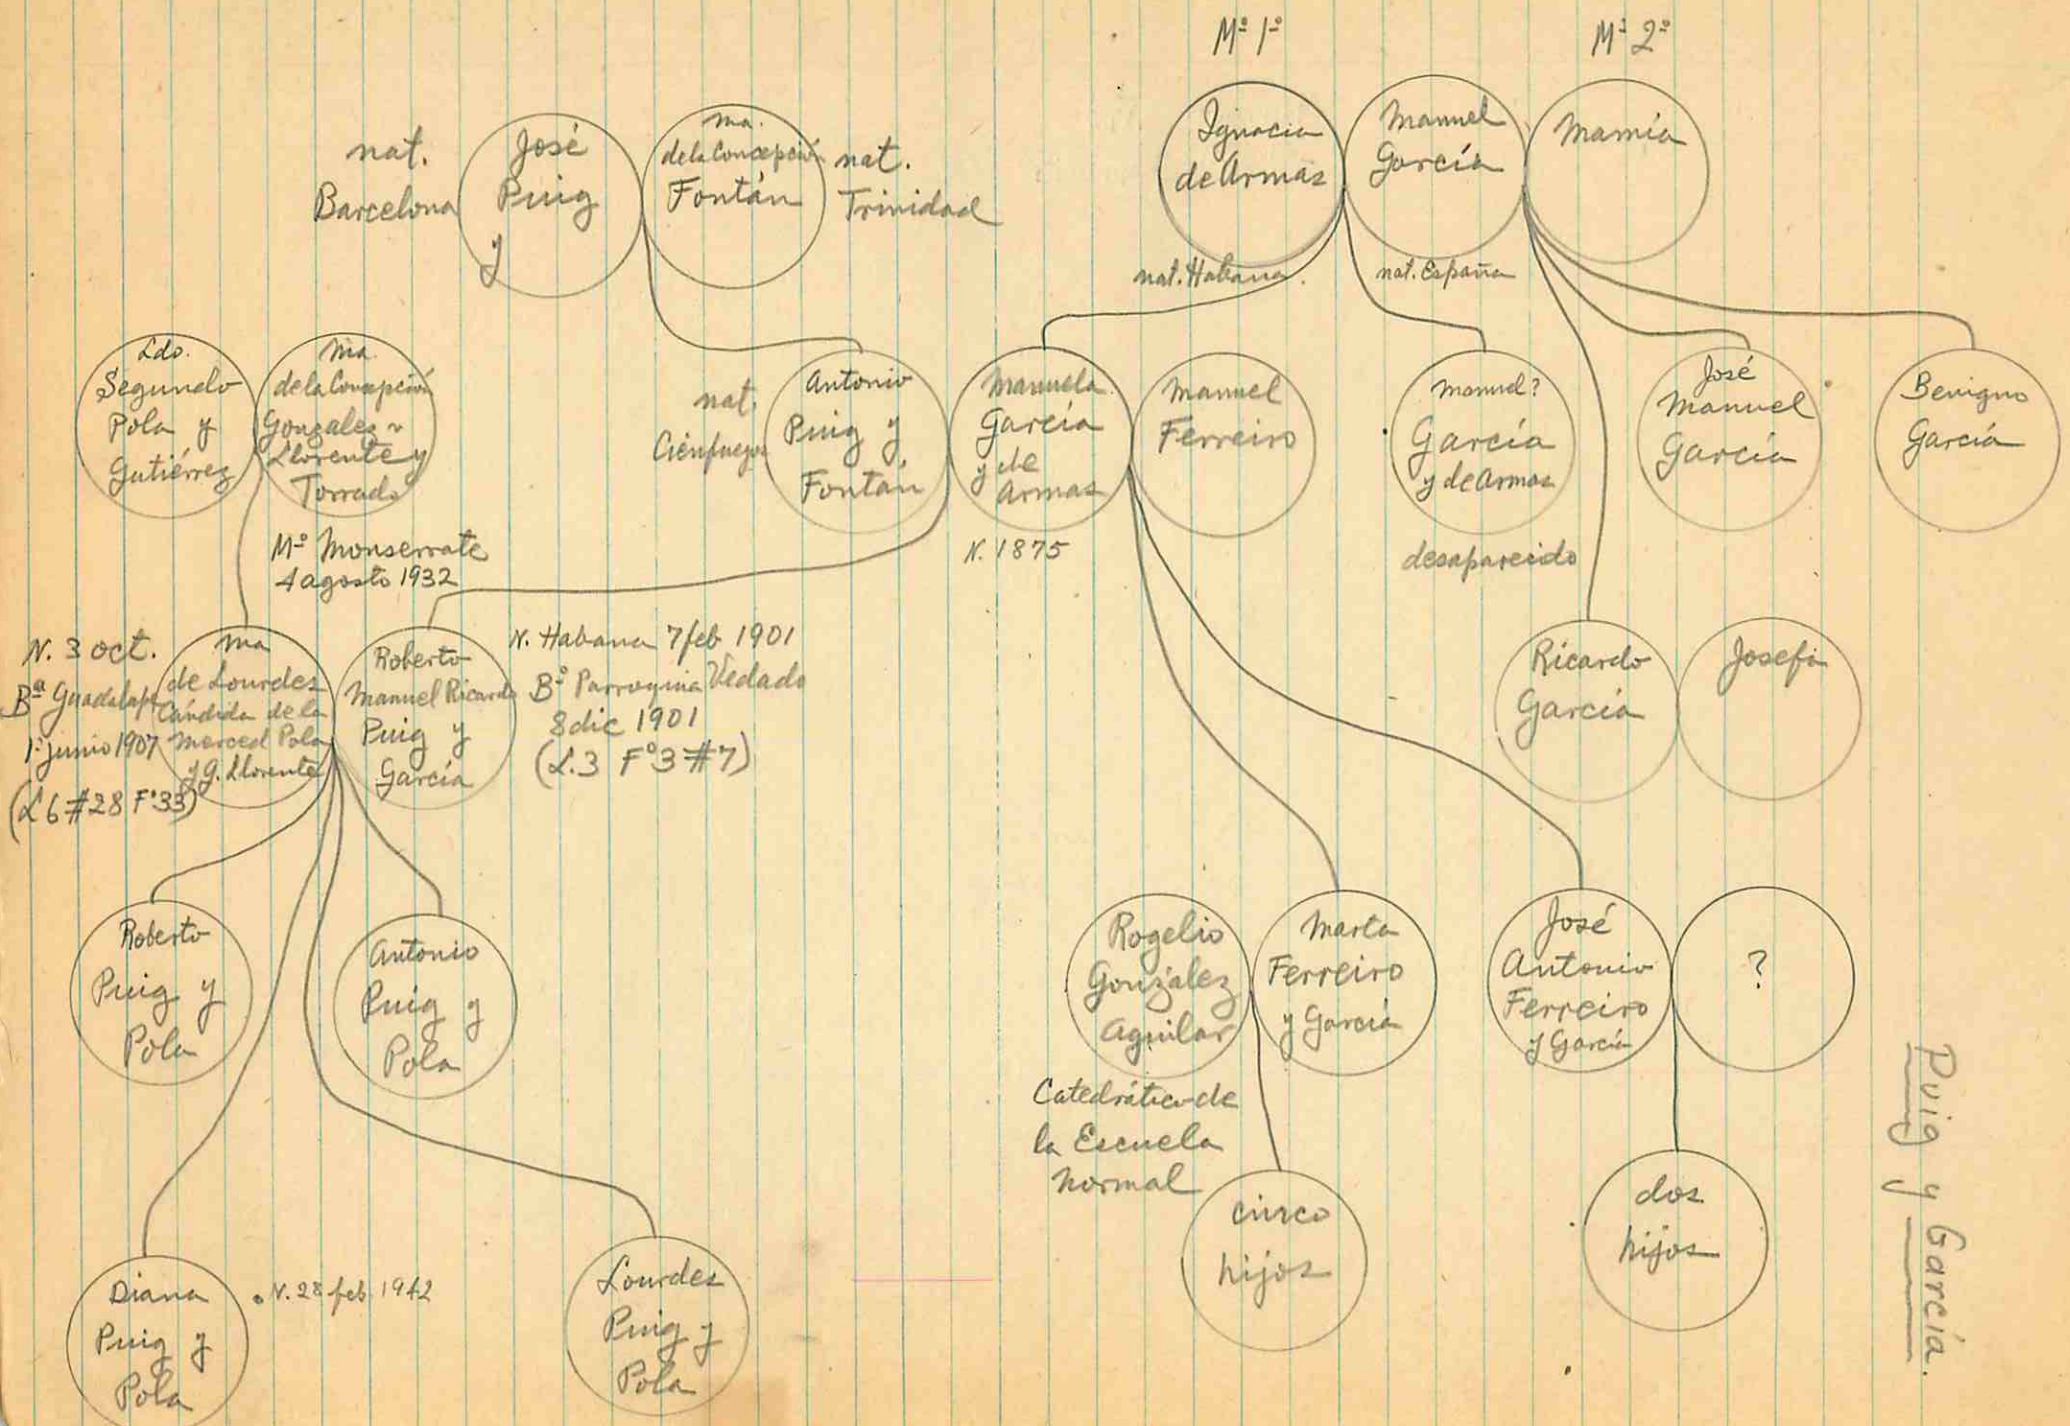 Mº 1º
Mº 2º
nat.
Barcelona
José
Puig
y
Ma.
de la Concepción
Fontán
nat.
Trinidad
Ignacia
de Armas
nat. Habana
Manuel
García
nat. España
Mamía
Ldo.
Segundo
Pola y
Gutiérrez
Ma.
de la Concepción
Gonzalez
Llorente y
Torrado
Mº Monserrate
4 agosto 1932
nat.
Cienfuegos
Antonio
Puig y
Fontán
Manuela
García
y de
Armas
N. 1875
Manuel
Ferreiro
Manuel?
García
y de Armas
desaparecido
José
Manuel
García
Benigno
García
N. 3 oct.
Bª Guadalupe
1º junio 1907
(L 6 #28 Fº 33)
Ma
de Lourdes
Cándida de la
Merced Pola
y G. Llorente
Roberto
Manuel Ricardo
Puig y
García
N. Habana 7 feb 1901
Bº Parroquia Vedado
8 dic 1901
(L.3 Fº3 #7)
Ricardo
García
Josefi
Roberto
Puig y
Pola
Antonio
Puig y
Pola
Rogelio
González
Aguilar
Catedrático de
la Escuela
Normal
Marta
Ferreiro
y García
José
Antonio
Ferreiro
y García
?
cinco
hijos
dos
hijos
Diana
Puig y
Pola
N. 28 feb. 1942
Lourdes
Puig y
Pola
Puig y García.